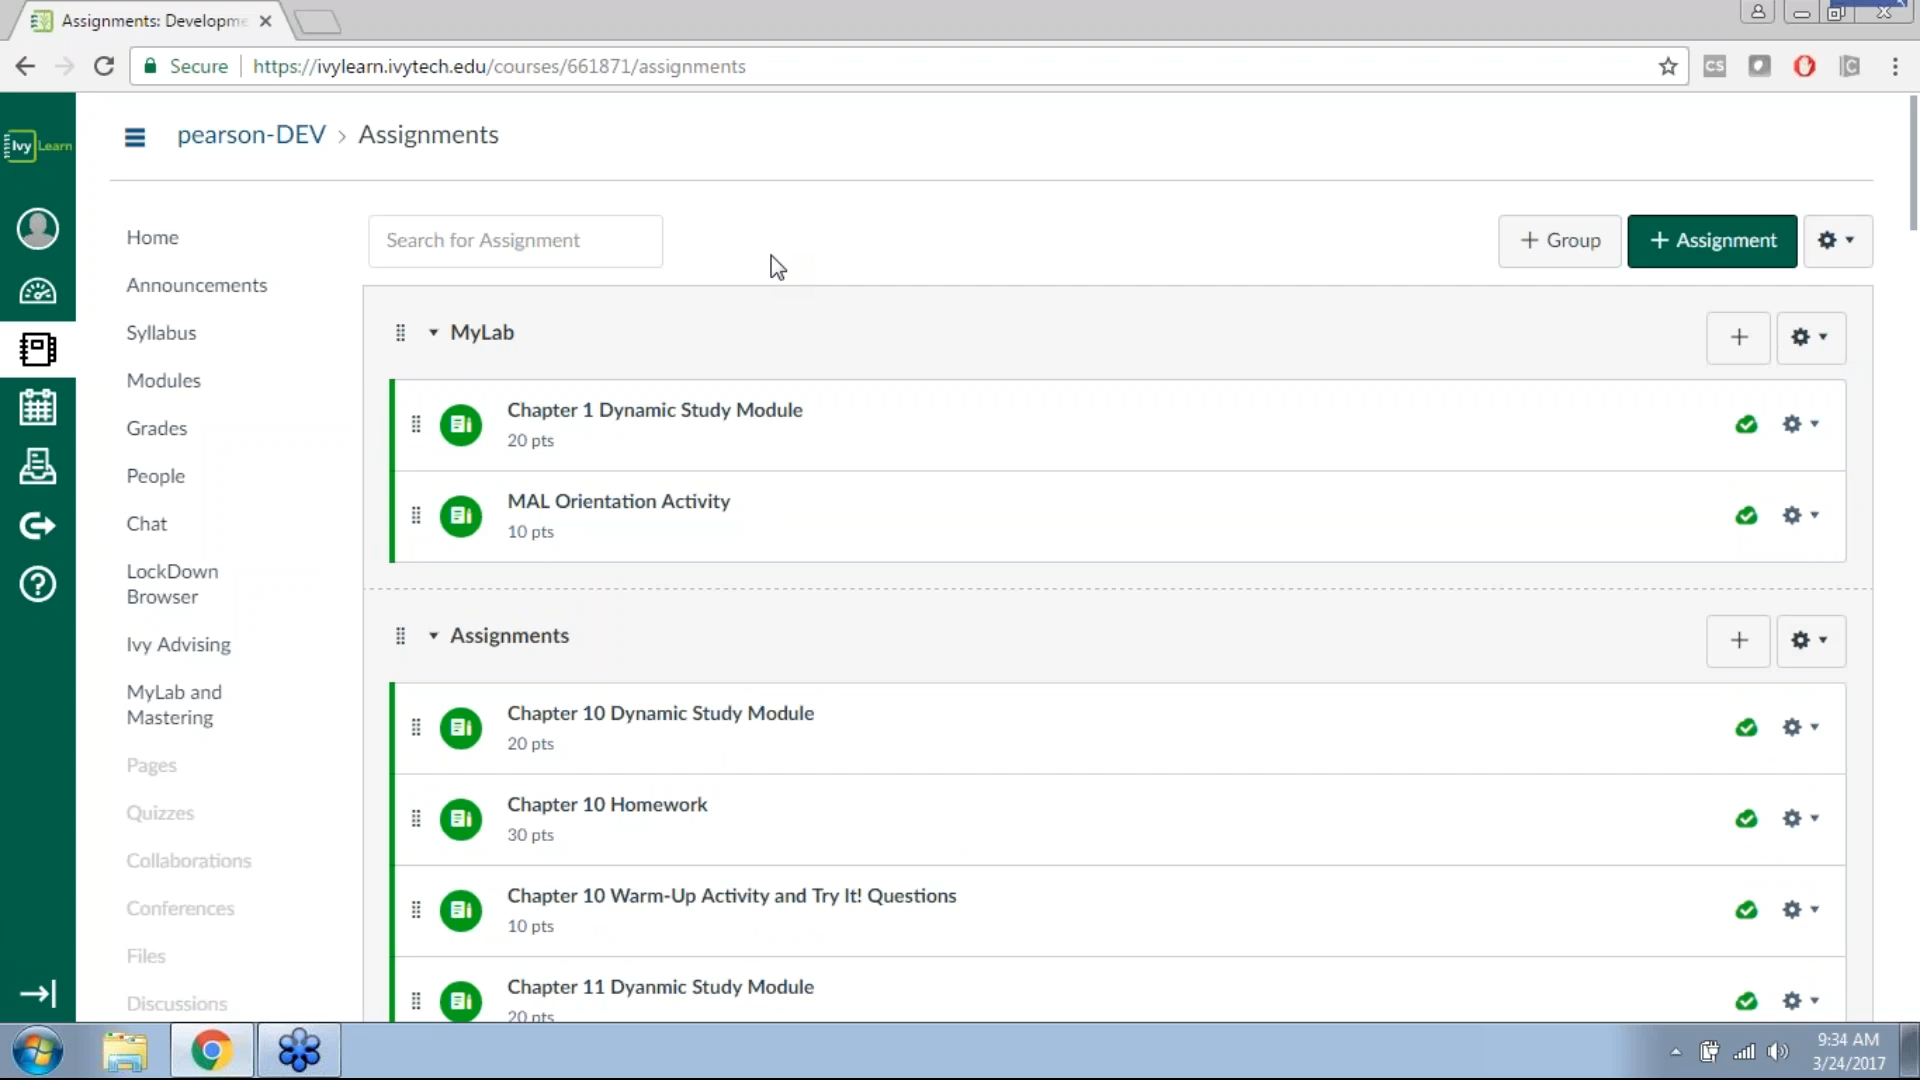 Assignments: Developme
Secure
https://ivylearn.ivytech.edu/courses/661871/assignments
CS
C
Ivy Learn
pearson-DEV > Assignments
Home
Announcements
Syllabus
Modules
Grades
People
Chat
LockDown
Browser
Ivy Advising
MyLab and
Mastering
Pages
Quizzes
Collaborations
Conferences
Files
Discussions
Search for Assignment
+ Group
+ Assignment
MyLab
Chapter 1 Dynamic Study Module
20 pts
MAL Orientation Activity
10 pts
Assignments
Chapter 10 Dynamic Study Module
20 pts
Chapter 10 Homework
30 pts
Chapter 10 Warm-Up Activity and Try It! Questions
10 pts
Chapter 11 Dyanmic Study Module
20 pts
9:34 AM
3/24/2017